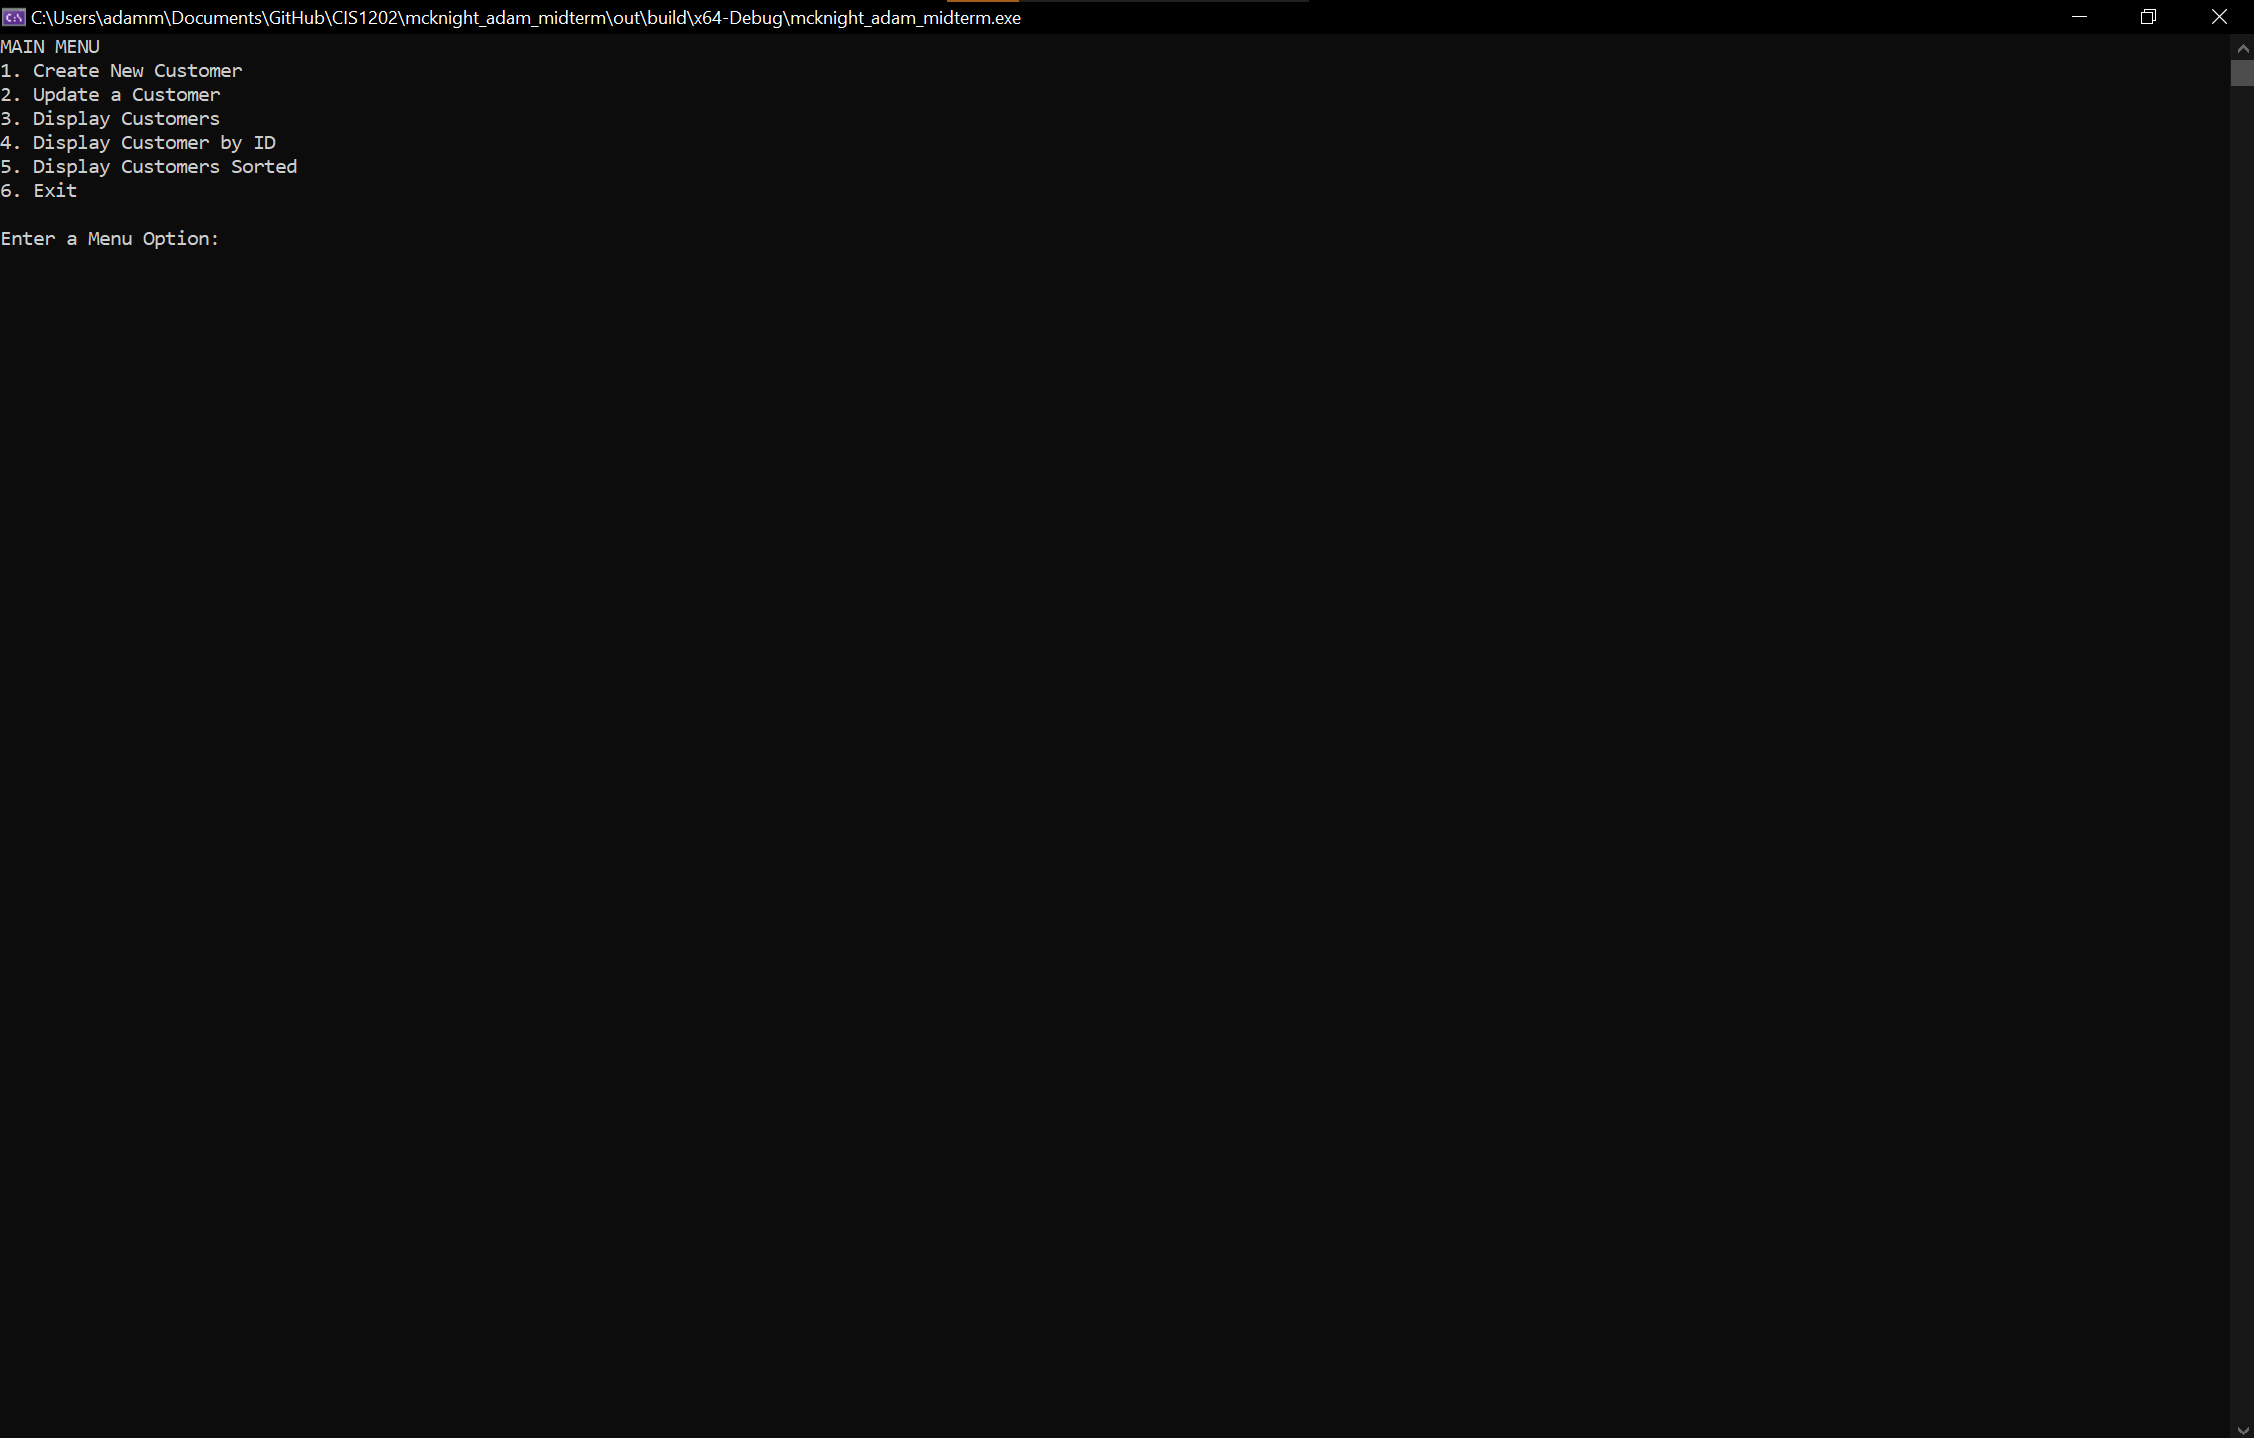 C:\Users\adamm\Documents\GitHub\CIS1202\mcknight_adam_midterm\out\build\x64-Debug\mcknight_adam_midterm.exe
MAIN MENU
1. Create New Customer
2. Update a Customer
3. Display Customers
4. Display Customer by ID
5. Display Customers Sorted
6. Exit
Enter a Menu Option: